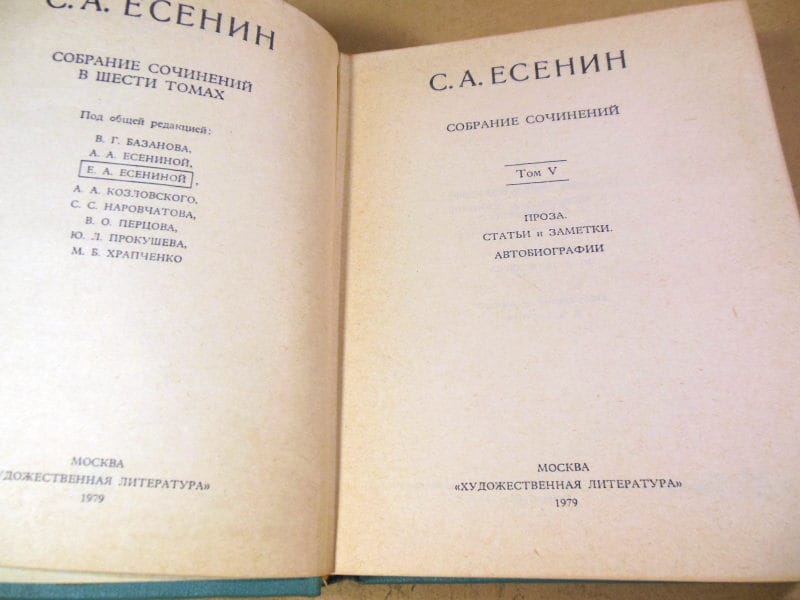 С. А. ЕСЕНИН
СОБРАНИЕ СОЧИНЕНИЙ
В ШЕСТИ ТОМАХ
Под общей редакцией:
В. Г. БАЗАНОВА,
А. А. ЕСЕНИНОЙ,
Е. А. ЕСЕНИНОЙ,
А. А. КОЗЛОВСКОГО,
С. С. НАРОВЧАТОВА,
В. О. ПЕРЦОВА,
Ю. Л. ПРОКУШЕВА,
М. Б. ХРАПЧЕНКО
МОСКВА
УДОЖЕСТВЕННАЯ ЛИТЕРАТУРА»
1979
С. А. ЕСЕНИН
СОБРАНИЕ СОЧИНЕНИЙ
Том V
ПРОЗА.
СТАТЬИ и ЗАМЕТКИ.
АВТОБИОГРАФИИ
МОСКВА
«ХУДОЖЕСТВЕННАЯ ЛИТЕРАТУРА»
1979